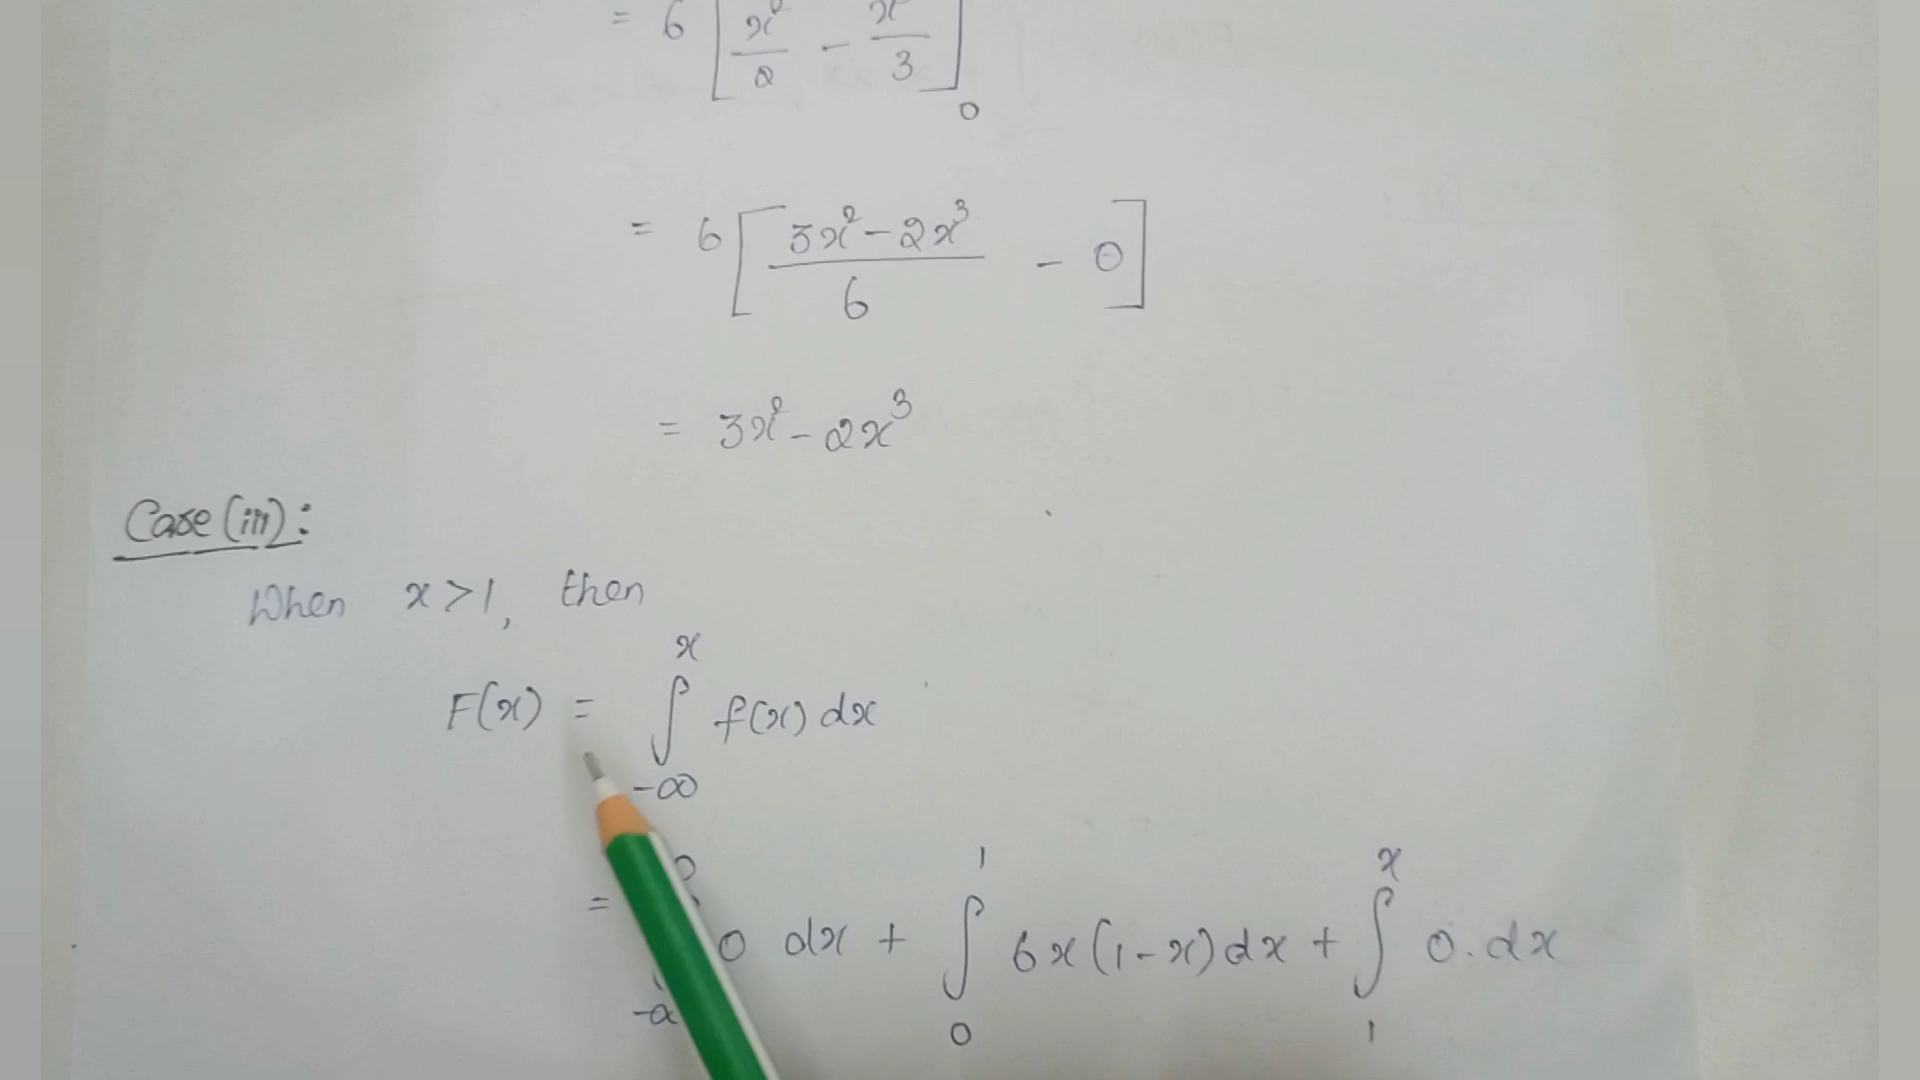 = 6 [ x²/2 - x/3 ]₀
= 6 [ (3x² - 2x³)/6 - 0 ]
= 3x² - 2x³
Case (iii):
When x > 1, then
F(x) = ∫_{-∞}^{x} f(x) dx
= 0 dx + ∫_{0}^{1} 6x(1-x) dx + ∫_{1}^{x} 0. dx